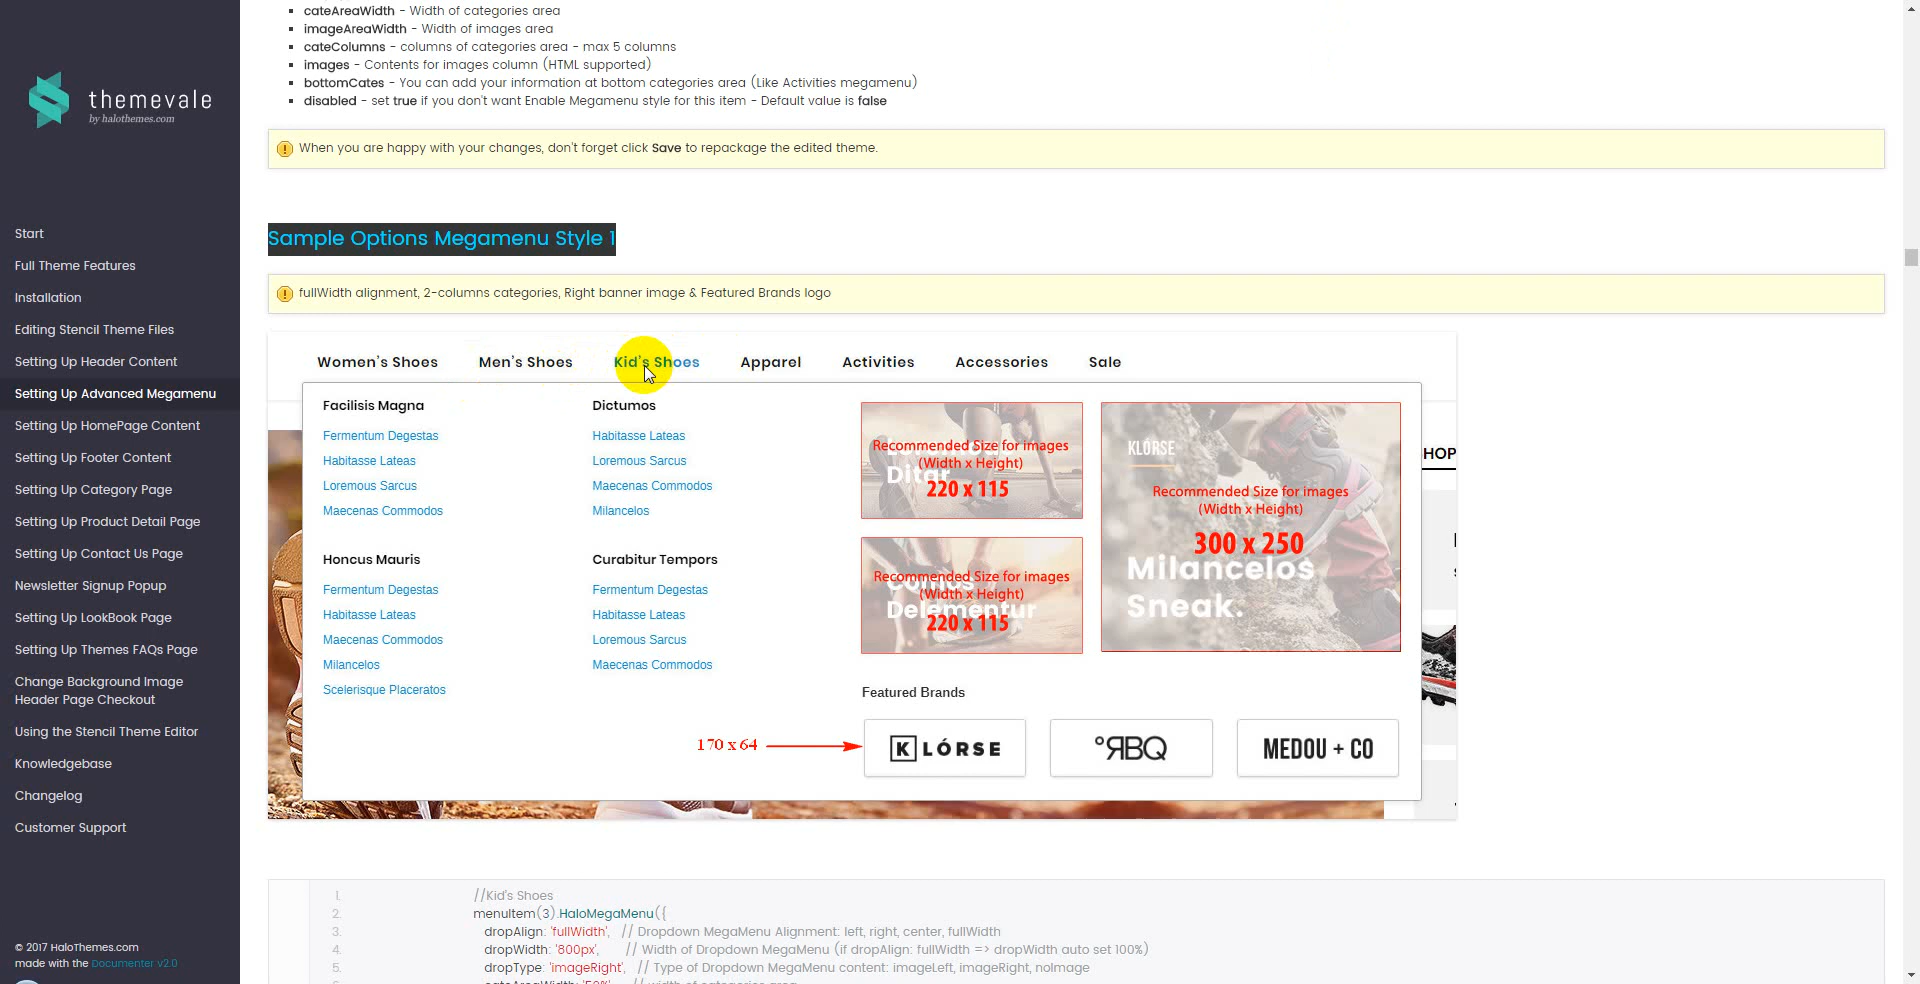 themevale
by halothemes.com
Start
Full Theme Features
Installation
Editing Stencil Theme Files
Setting Up Header Content
Setting Up Advanced Megamenu
Setting Up HomePage Content
Setting Up Footer Content
Setting Up Category Page
Setting Up Product Detail Page
Setting Up Contact Us Page
Newsletter Signup Popup
Setting Up LookBook Page
Setting Up Themes FAQs Page
Change Background Image
Header Page Checkout
Using the Stencil Theme Editor
Knowledgebase
Changelog
Customer Support
© 2017 HaloThemes.com
made with the Documenter v2.0
cateAreaWidth - Width of categories area
imageAreaWidth - Width of images area
cateColumns - columns of categories area - max 5 columns
images - Contents for images column (HTML supported)
bottomCates - You can add your information at bottom categories area (Like Activities megamenu)
disabled - set true if you don't want Enable Megamenu style for this item - Default value is false
When you are happy with your changes, don't forget click Save to repackage the edited theme.
Sample Options Megamenu Style 1
fullWidth alignment, 2-columns categories, Right banner image & Featured Brands logo
Women's Shoes Men's Shoes Kid's Shoes Apparel Activities Accessories Sale
Facilisis Magna
Fermentum Degestas
Habitasse Lateas
Loremous Sarcus
Maecenas Commodos
Dictumos
Habitasse Lateas
Loremous Sarcus
Maecenas Commodos
Milancelos
Honcus Mauris
Fermentum Degestas
Habitasse Lateas
Maecenas Commodos
Milancelos
Scelerisque Placeratos
Curabitur Tempors
Fermentum Degestas
Habitasse Lateas
Loremous Sarcus
Maecenas Commodos
Recommended Size for images
(Width x Height)
Ditar
220 x 115
Recommended Size for images
(Width x Height)
Delementur
220 x 115
KLÓRSE
Recommended Size for images
(Width x Height)
300 x 250
Milancelos
Sneak.
HOP
Featured Brands
170 x 64
K LÓRSE
°ЯBQ
MEDOU + CO
1. //Kid's Shoes
2. menuItem(3).HaloMegaMenu({
3. dropAlign: 'fullWidth', // Dropdown MegaMenu Alignment: left, right, center, fullWidth
4. dropWidth: '800px', // Width of Dropdown MegaMenu (if dropAlign: fullWidth => dropWidth auto set 100%)
5. dropType: 'imageRight', // Type of Dropdown MegaMenu content: imageLeft, imageRight, noImage
cateAreaWidth: '50%', // width of categories area